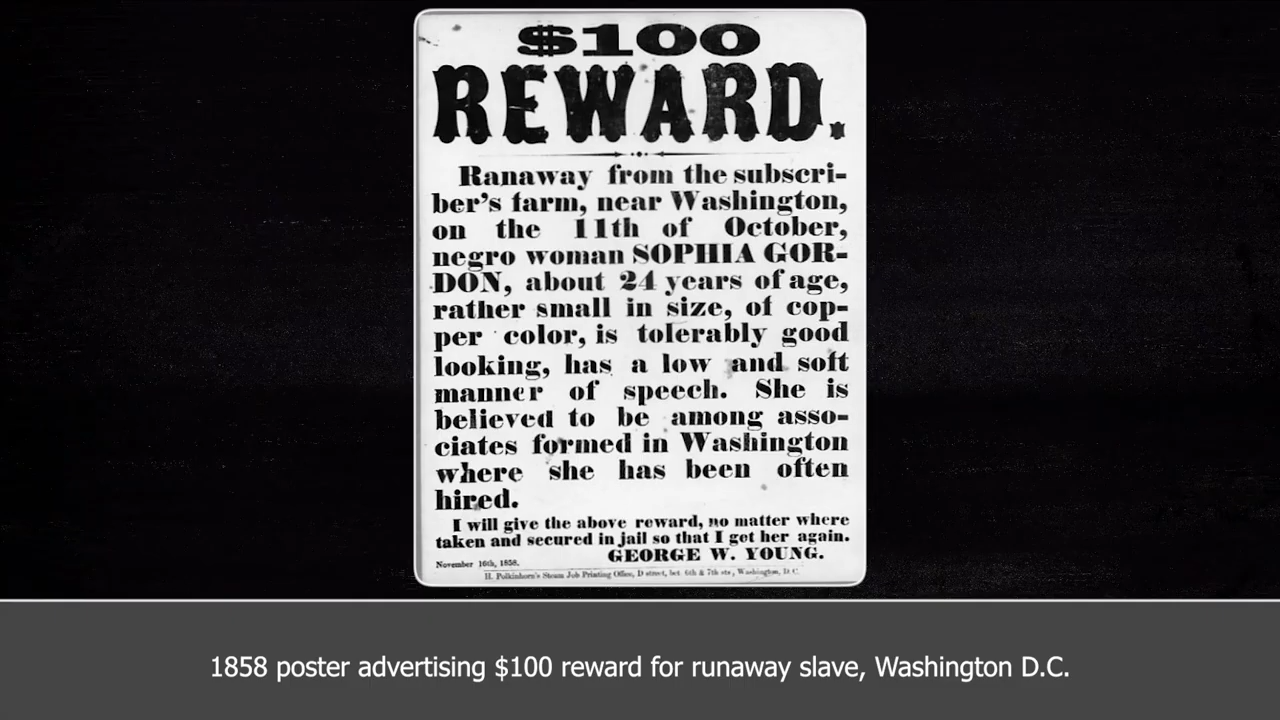 $100
REWARD.
Ranaway from the subscri-
ber's farm, near Washington,
on the 11th of October,
negro woman SOPHIA GOR-
DON, about 24 years of age,
rather small in size, of cop-
per color, is tolerably good
looking, has a low and soft
manner of speech. She is
believed to be among asso-
ciates formed in Washington
where she has been often
hired.
I will give the above reward, no matter where
taken and secured in jail so that I get her again.
GEORGE W. YOUNG.
November 16th, 1858.
H. Polkinhorn's Steam Job Printing Office, D street, bet. 6th & 7th sts., Washington, D. C.
1858 poster advertising $100 reward for runaway slave, Washington D.C.